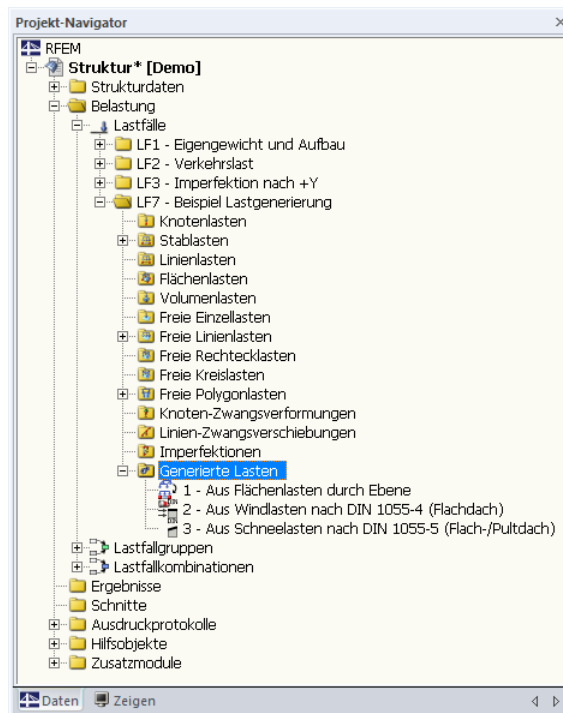 Projekt-Navigator
RFEM
Struktur* [Demo]
Strukturdaten
Belastung
Lastfälle
LF1 - Eigengewicht und Aufbau
LF2 - Verkehrslast
LF3 - Imperfektion nach +Y
LF7 - Beispiel Lastgenerierung
Knotenlasten
Stablasten
Linienlasten
Flächenlasten
Volumenlasten
Freie Einzellasten
Freie Linienlasten
Freie Rechtecklasten
Freie Kreislasten
Freie Polygonlasten
Knoten-Zwangsverformungen
Linien-Zwangsverschiebungen
Imperfektionen
Generierte Lasten
1 - Aus Flächenlasten durch Ebene
2 - Aus Windlasten nach DIN 1055-4 (Flachdach)
3 - Aus Schneelasten nach DIN 1055-5 (Flach-/Pultdach)
Lastfallgruppen
Lastfallkombinationen
Ergebnisse
Schnitte
Ausdruckprotokolle
Hilfsobjekte
Zusatzmodule
Daten Zeigen